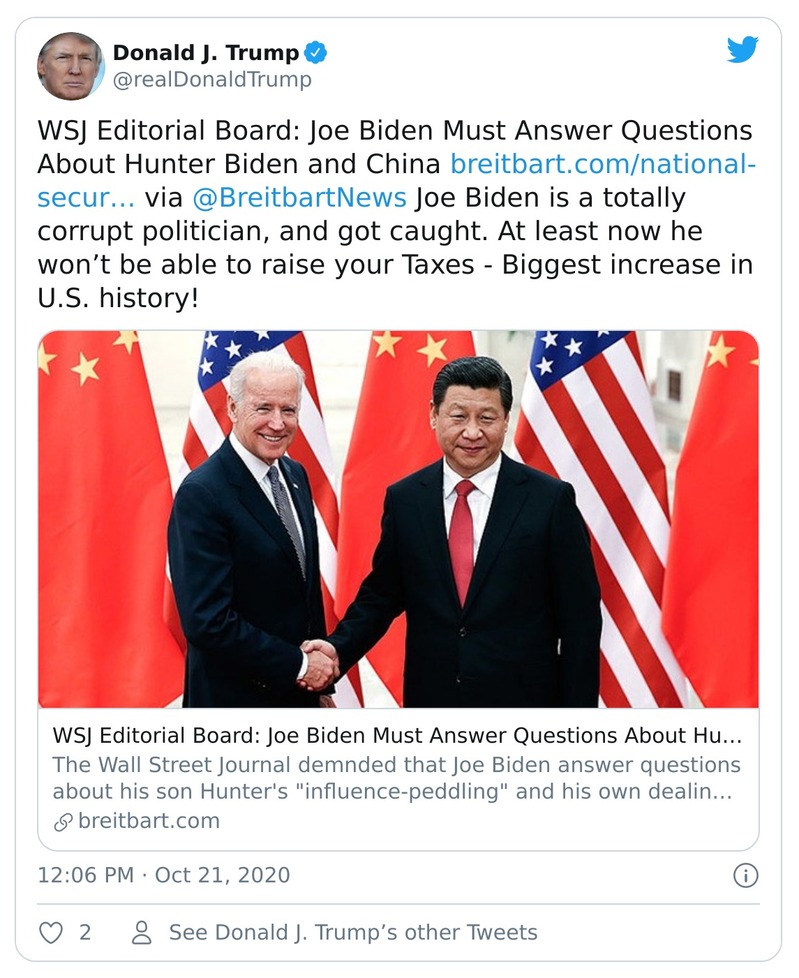 Donald J. Trump
@realDonaldTrump
WSJ Editorial Board: Joe Biden Must Answer Questions
About Hunter Biden and China breitbart.com/national-
secur… via @BreitbartNews Joe Biden is a totally
corrupt politician, and got caught. At least now he
won’t be able to raise your Taxes - Biggest increase in
U.S. history!
WSJ Editorial Board: Joe Biden Must Answer Questions About Hu…
The Wall Street Journal demnded that Joe Biden answer questions
about his son Hunter's "influence-peddling" and his own dealin…
breitbart.com
12:06 PM · Oct 21, 2020
2 See Donald J. Trump’s other Tweets